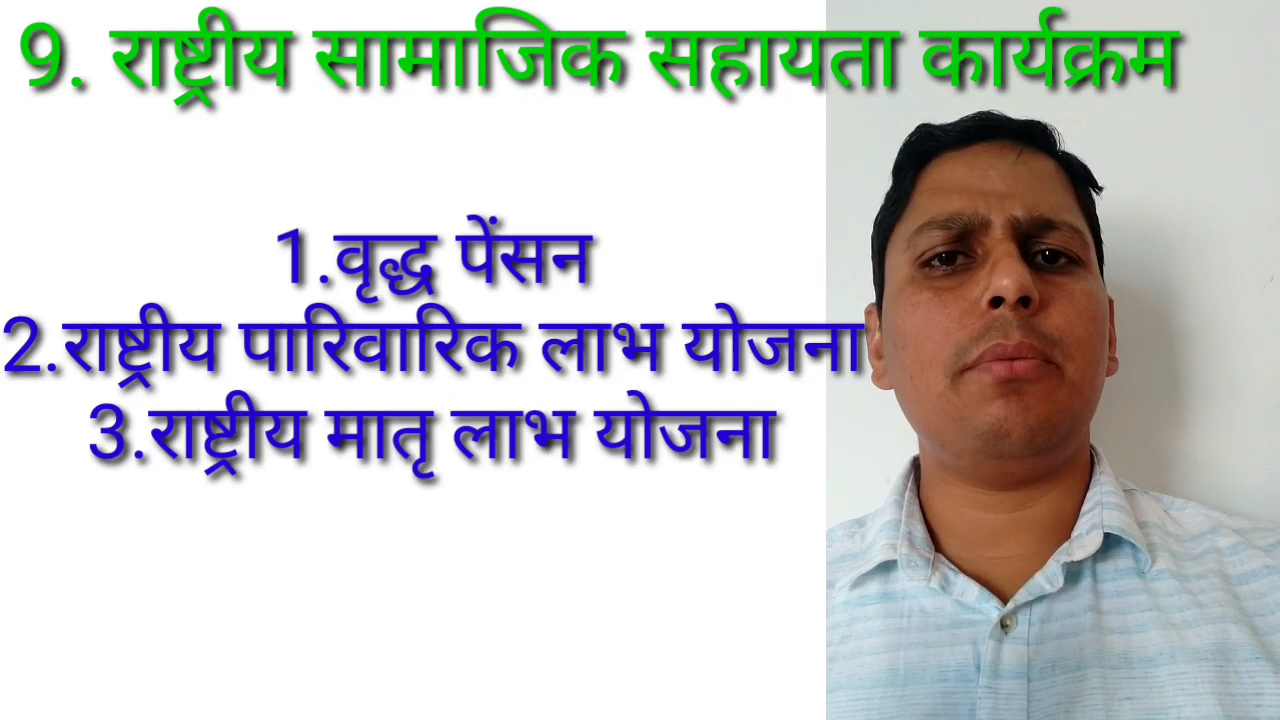 9. राष्ट्रीय सामाजिक सहायता कार्यक्रम
1.वृद्ध पेंसन
2.राष्ट्रीय पारिवारिक लाभ योजना
3.राष्ट्रीय मातृ लाभ योजना